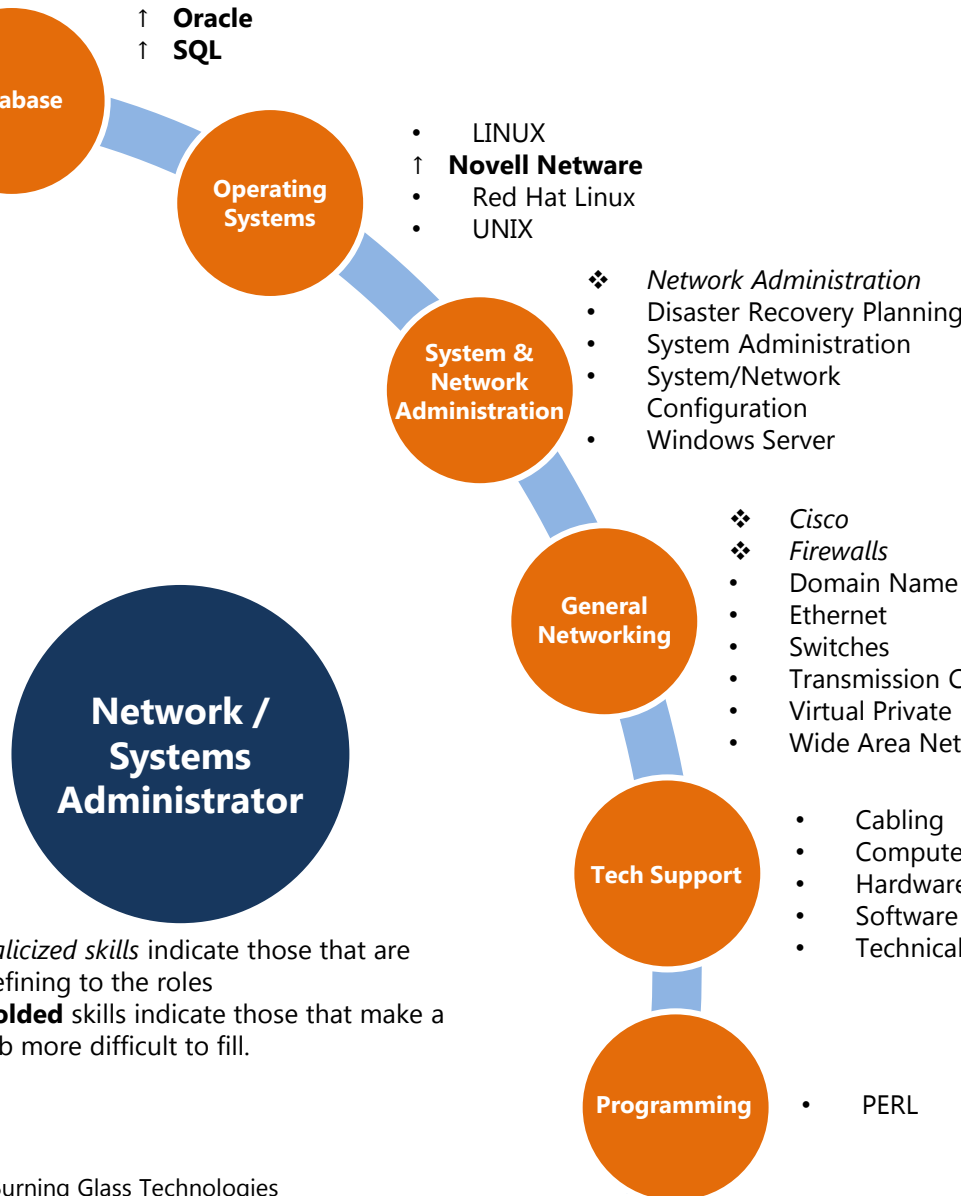 ↑ Oracle
↑ SQL
abase
Operating
Systems
• LINUX
↑ Novell Netware
• Red Hat Linux
• UNIX
System &
Network
Administration
❖ Network Administration
• Disaster Recovery Planning
• System Administration
• System/Network
Configuration
• Windows Server
General
Networking
❖ Cisco
❖ Firewalls
• Domain Name
• Ethernet
• Switches
• Transmission C
• Virtual Private
• Wide Area Net
Network /
Systems
Administrator
Tech Support
• Cabling
• Compute
• Hardware
• Software
• Technical
alicized skills indicate those that are
efining to the roles
olded skills indicate those that make a
b more difficult to fill.
Programming
• PERL
Burning Glass Technologies